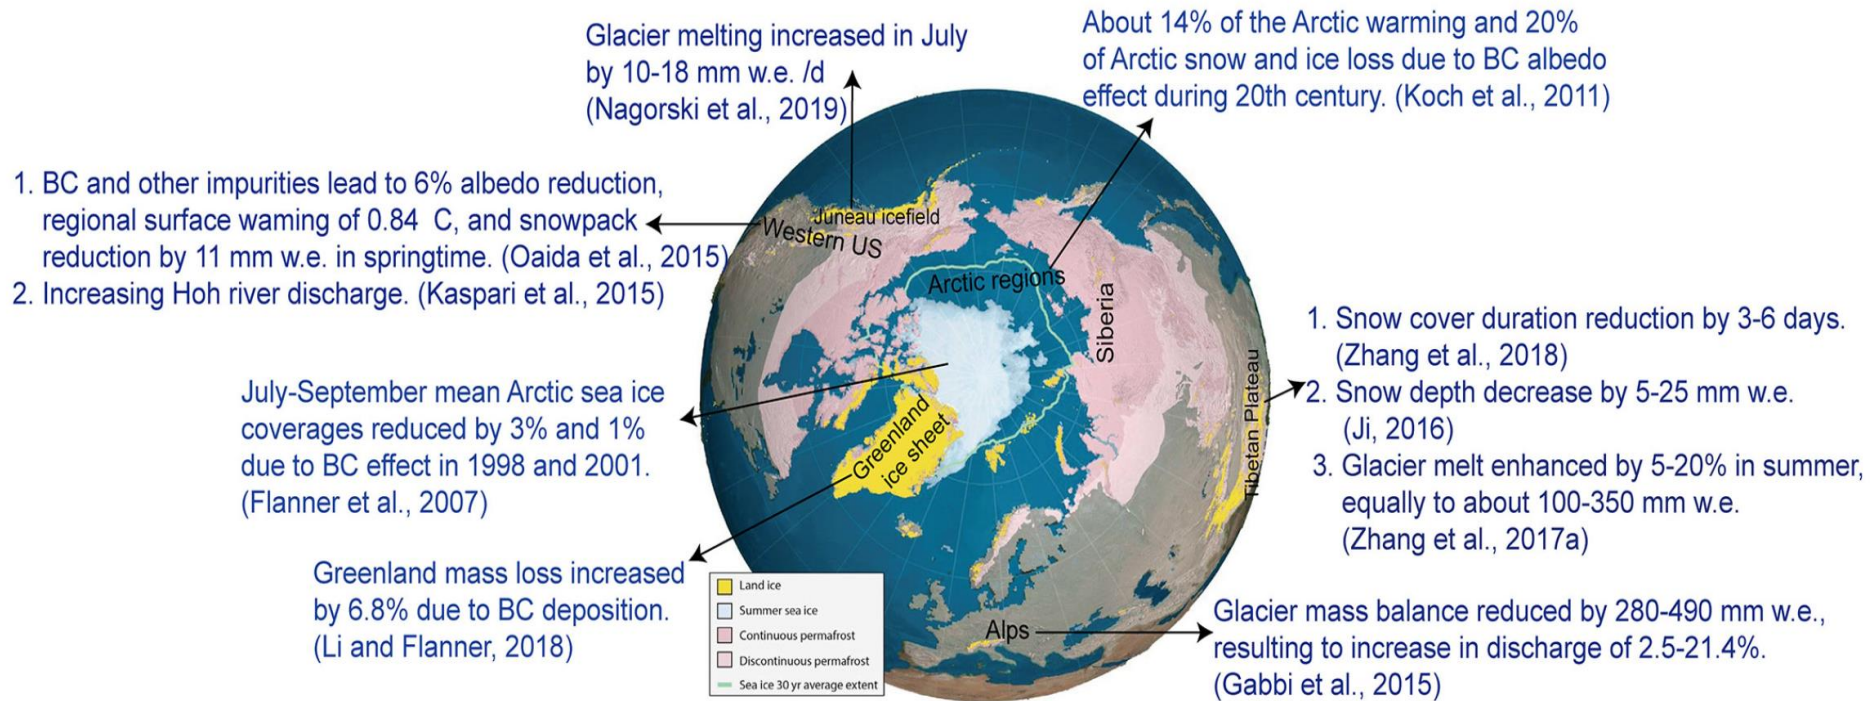 Glacier melting increased in July
by 10-18 mm w.e. /d
(Nagorski et al., 2019)
About 14% of the Arctic warming and 20%
of Arctic snow and ice loss due to BC albedo
effect during 20th century. (Koch et al., 2011)
1. BC and other impurities lead to 6% albedo reduction,
regional surface waming of 0.84 C, and snowpack
reduction by 11 mm w.e. in springtime. (Oaida et al., 2015)
2. Increasing Hoh river discharge. (Kaspari et al., 2015)
Juneau icefield
Western US
Arctic regions
Siberia
Tibetan Plateau
1. Snow cover duration reduction by 3-6 days.
(Zhang et al., 2018)
2. Snow depth decrease by 5-25 mm w.e.
(Ji, 2016)
3. Glacier melt enhanced by 5-20% in summer,
equally to about 100-350 mm w.e.
(Zhang et al., 2017a)
July-September mean Arctic sea ice
coverages reduced by 3% and 1%
due to BC effect in 1998 and 2001.
(Flanner et al., 2007)
Greenland
ice sheet
Greenland mass loss increased
by 6.8% due to BC deposition.
(Li and Flanner, 2018)
Land ice
Summer sea ice
Continuous permafrost
Discontinuous permafrost
Sea ice 30 yr average extent
Alps
Glacier mass balance reduced by 280-490 mm w.e.,
resulting to increase in discharge of 2.5-21.4%.
(Gabbi et al., 2015)